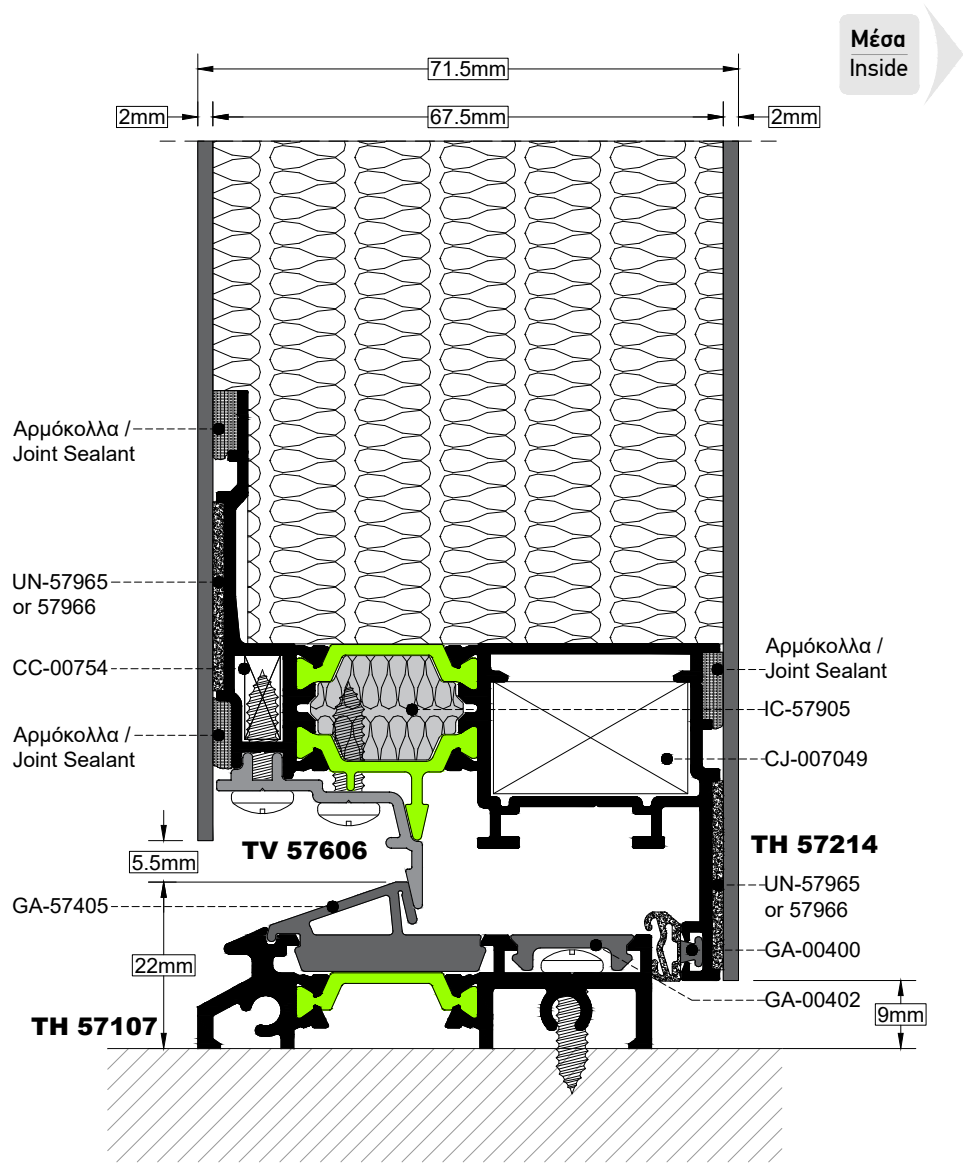 Μέσα
Inside
71.5mm
2mm
67.5mm
2mm
Αρμόκολλα /
Joint Sealant
UN-57965
or 57966
CC-00754
Αρμόκολλα /
Joint Sealant
Αρμόκολλα /
Joint Sealant
IC-57905
CJ-007049
TV 57606
TH 57214
5.5mm
GA-57405
UN-57965
or 57966
GA-00400
22mm
GA-00402
TH 57107
9mm